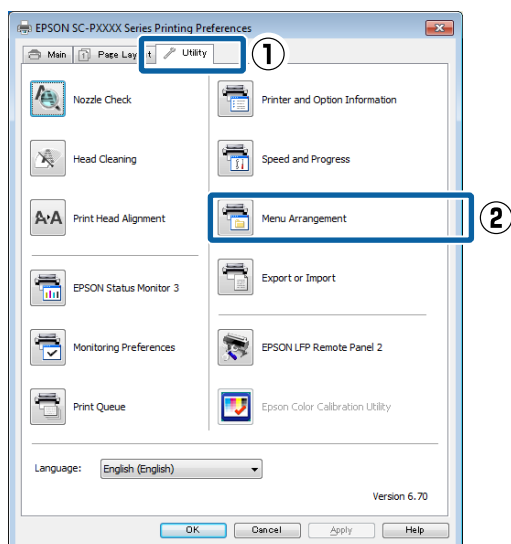 EPSON SC-PXXXX Series Printing Preferences
Main Page Lay t Utility ①
Nozzle Check
Printer and Option Information
Head Cleaning
Speed and Progress
Print Head Alignment
Menu Arrangement ②
EPSON Status Monitor 3
Export or Import
Monitoring Preferences
EPSON LFP Remote Panel 2
Print Queue
Epson Color Calibration Utility
Language: English (English)
Version 6.70
OK Cancel Apply Help